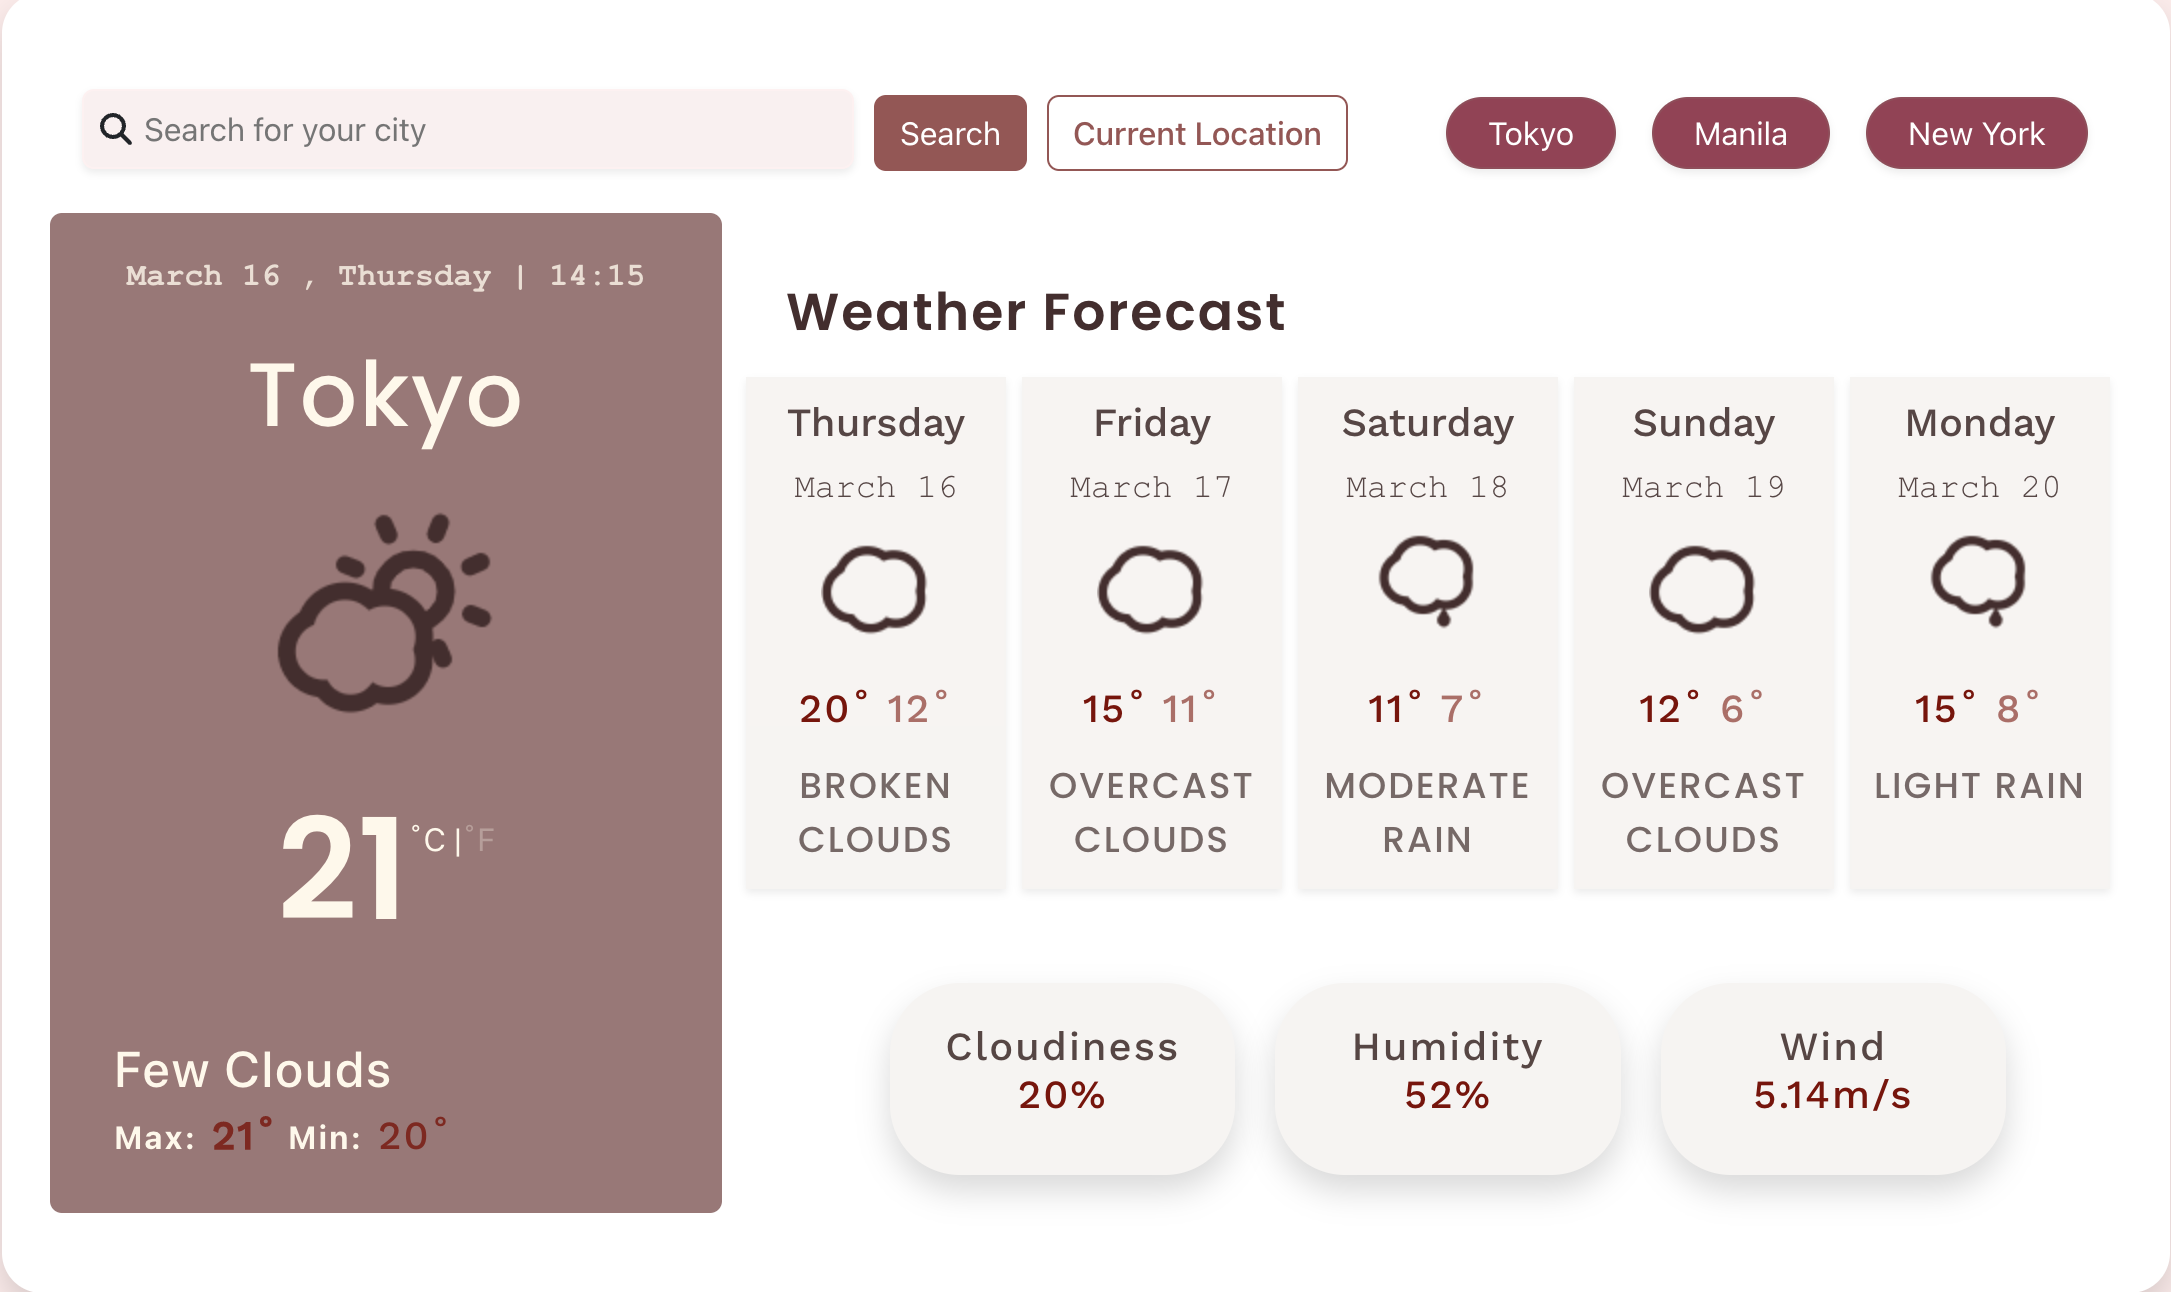 Search for your city
Search
Current Location
Tokyo
Manila
New York
March 16 , Thursday | 14:15
Tokyo
21 °C|°F
Few Clouds
Max: 21° Min: 20°
Weather Forecast
Thursday
March 16
20° 12°
BROKEN
CLOUDS
Friday
March 17
15° 11°
OVERCAST
CLOUDS
Saturday
March 18
11° 7°
MODERATE
RAIN
Sunday
March 19
12° 6°
OVERCAST
CLOUDS
Monday
March 20
15° 8°
LIGHT RAIN
Cloudiness
20%
Humidity
52%
Wind
5.14m/s